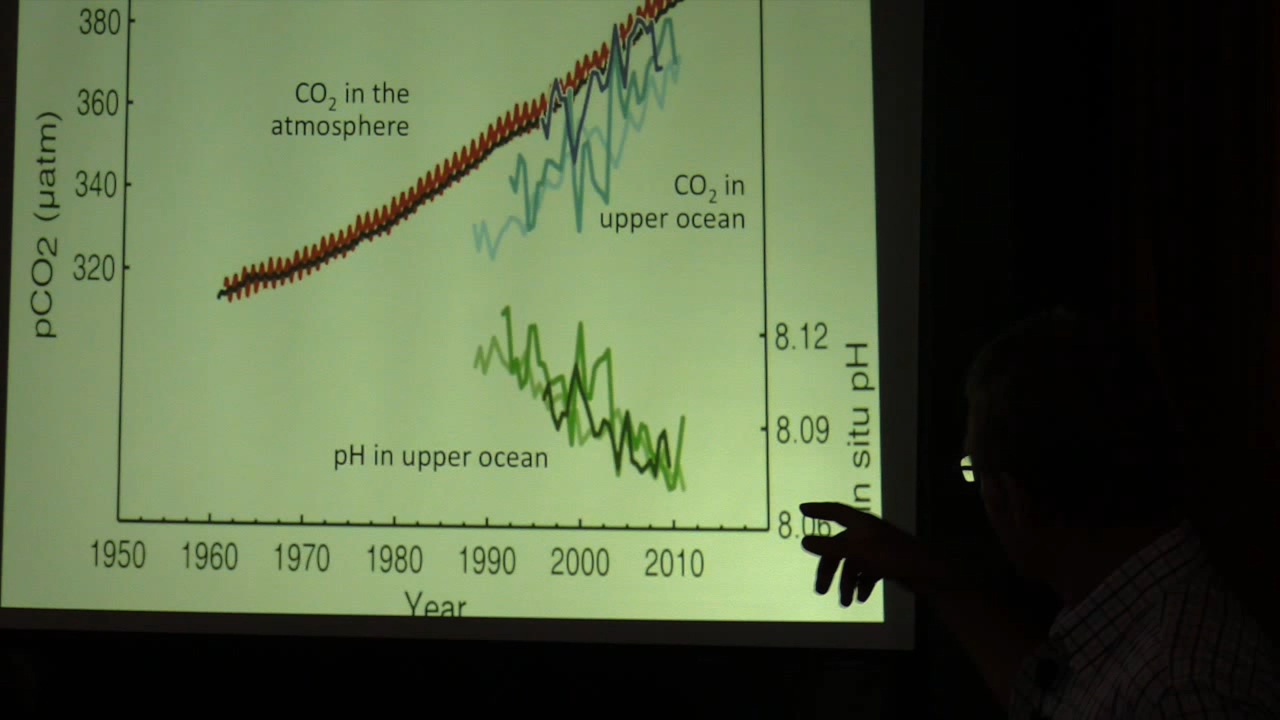 380
360
340
320
pCO2 (µatm)
CO2 in the
atmosphere
CO2 in
upper ocean
8.12
8.09
8.06
In situ pH
pH in upper ocean
1950 1960 1970 1980 1990 2000 2010
Year